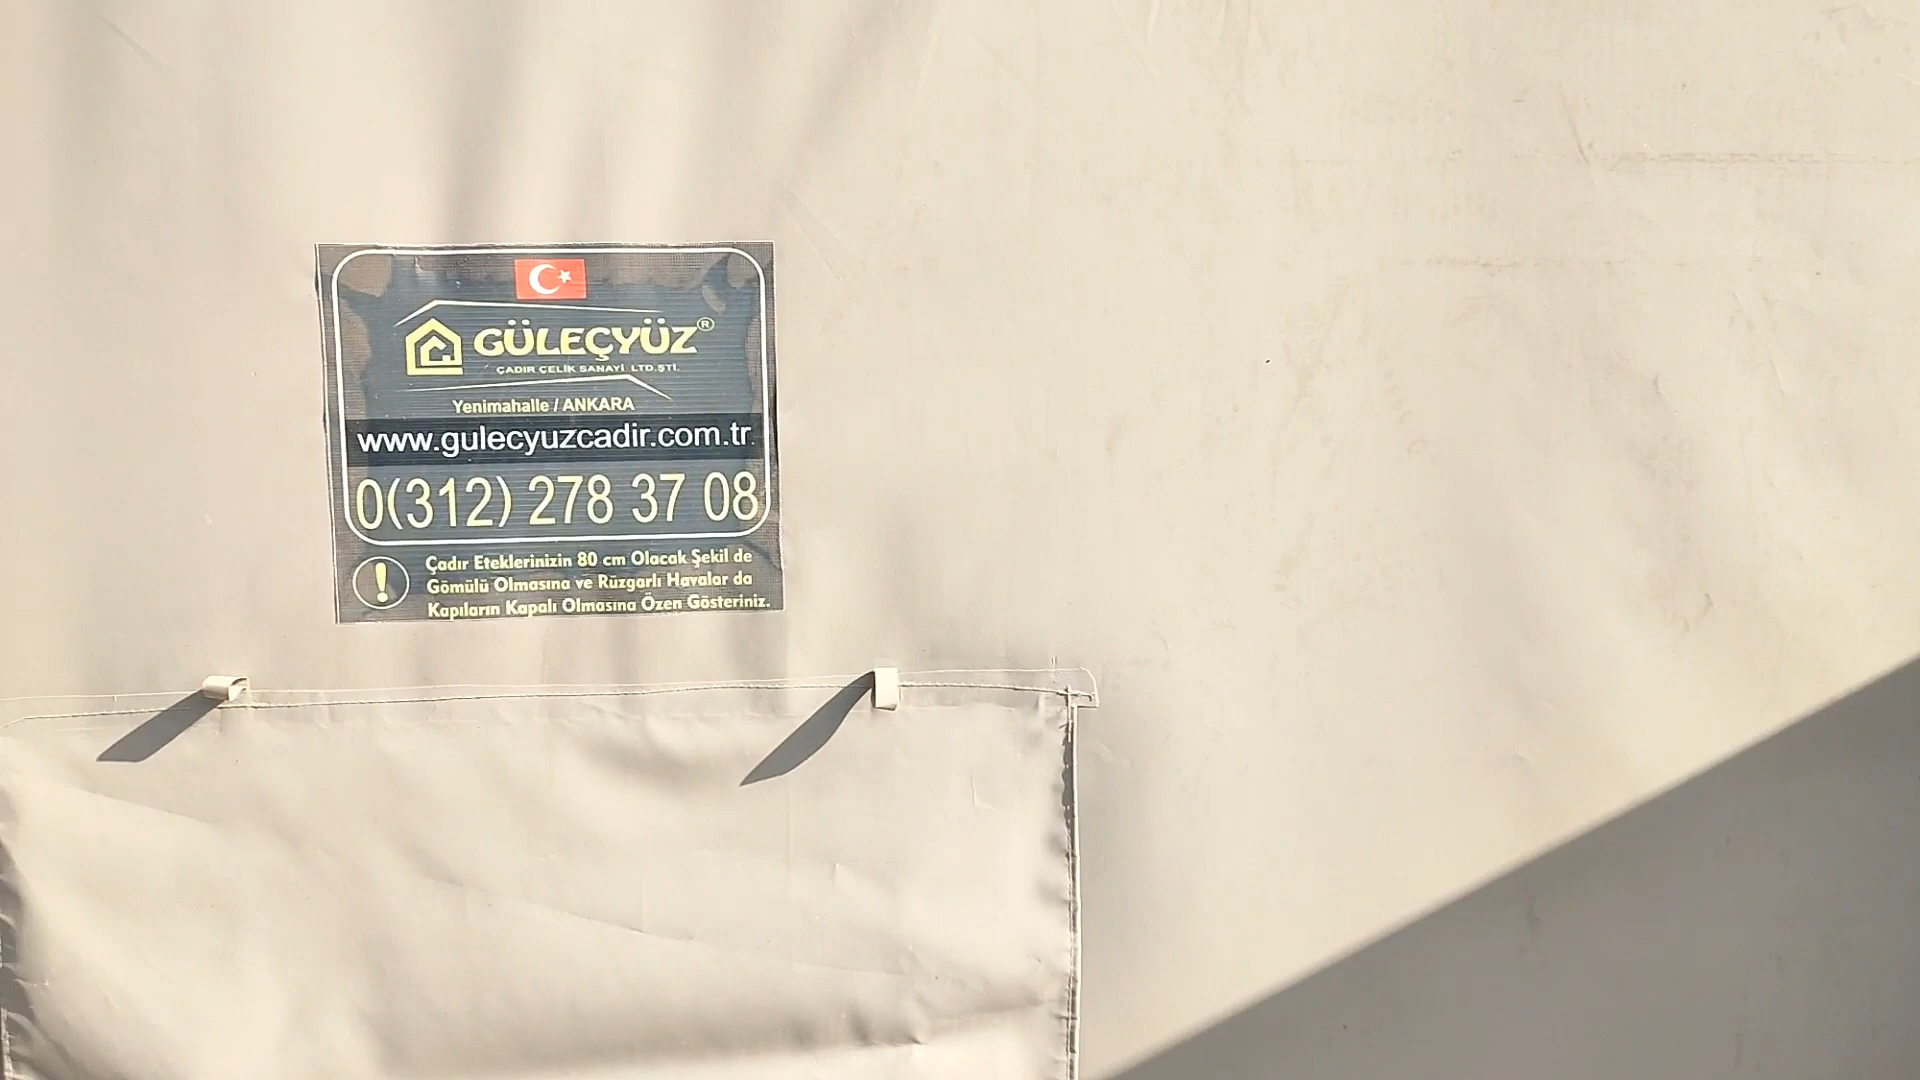 GÜLEÇYÜZ®
ÇADIR ÇELİK SANAYİ LTD.ŞTİ.
Yenimahalle / ANKARA
www.gulecyuzcadir.com.tr
0(312) 278 37 08
! Çadır Eteklerinizin 80 cm Olacak Şekil de
Gömülü Olmasına ve Rüzgarlı Havalar da
Kapıların Kapalı Olmasına Özen Gösteriniz.